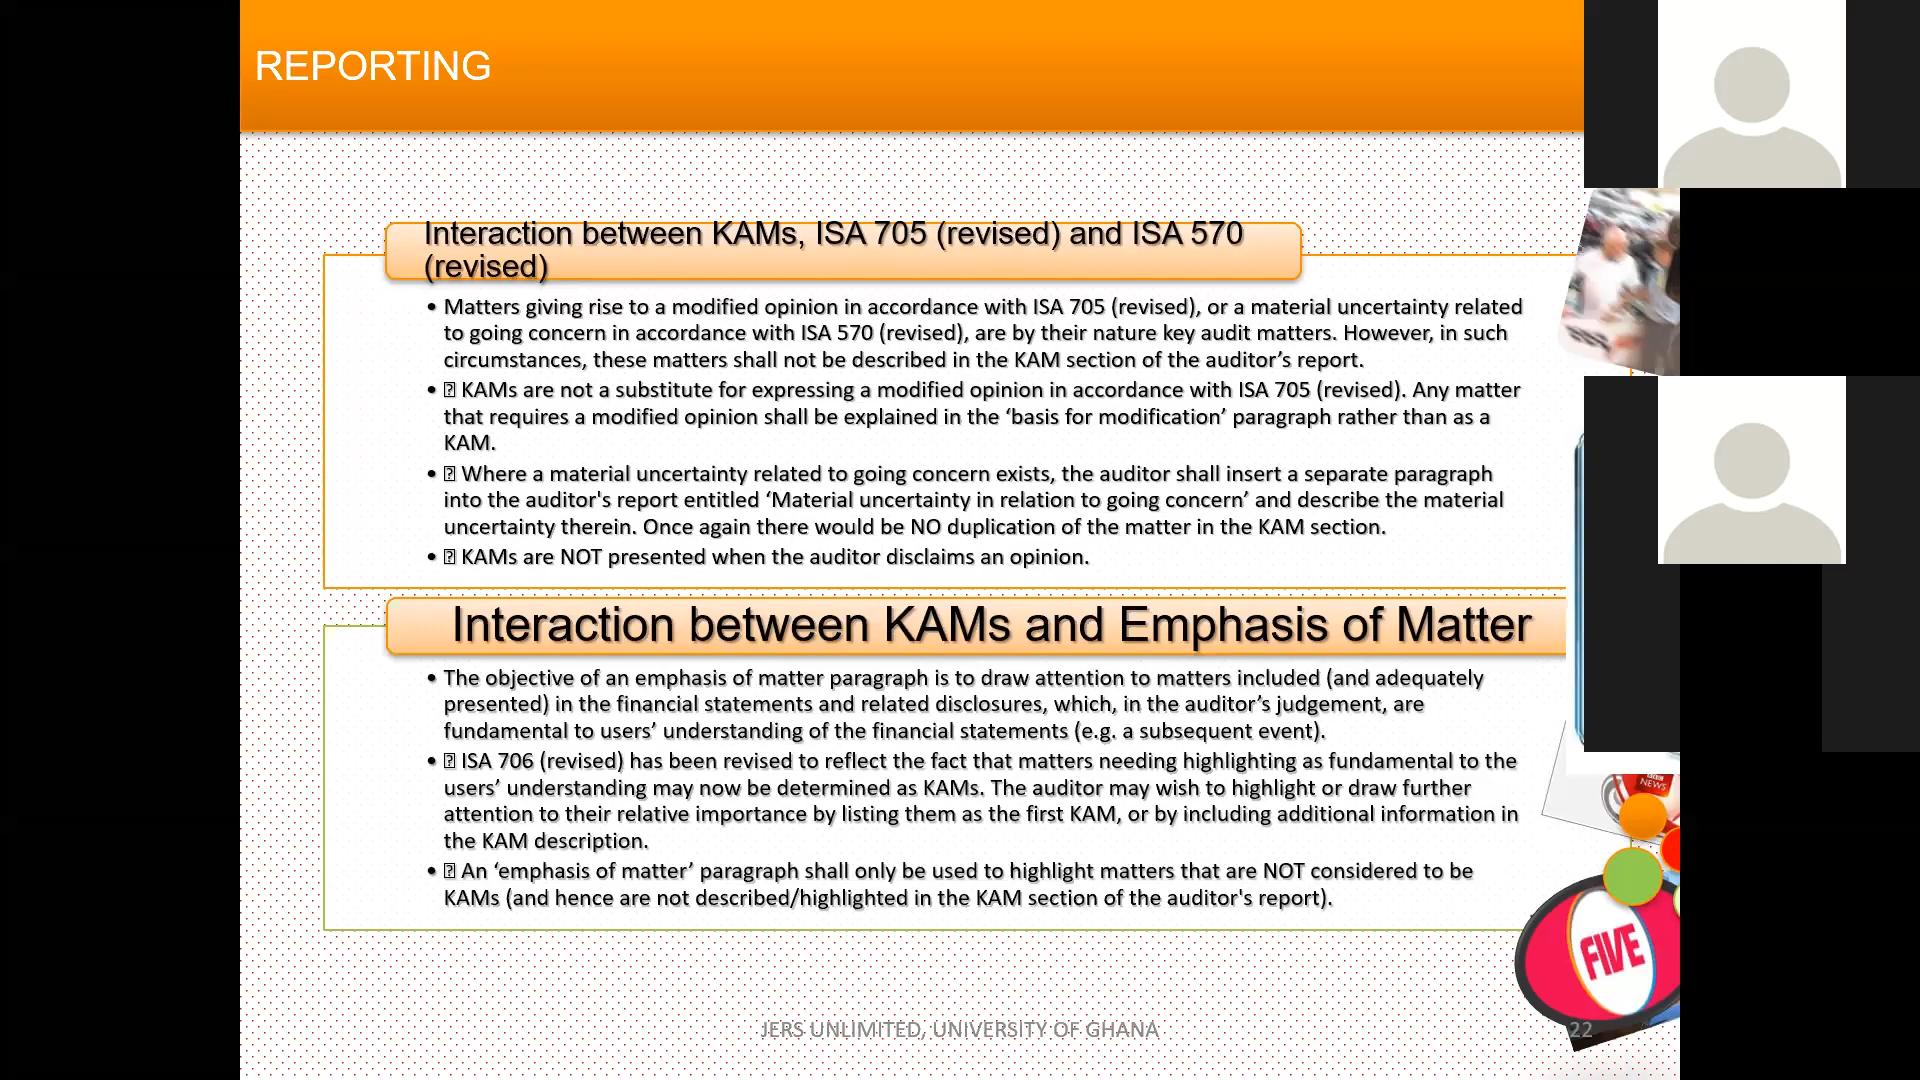 REPORTING
Interaction between KAMs, ISA 705 (revised) and ISA 570
(revised)
• Matters giving rise to a modified opinion in accordance with ISA 705 (revised), or a material uncertainty related
to going concern in accordance with ISA 570 (revised), are by their nature key audit matters. However, in such
circumstances, these matters shall not be described in the KAM section of the auditor’s report.
• ⍰ KAMs are not a substitute for expressing a modified opinion in accordance with ISA 705 (revised). Any matter
that requires a modified opinion shall be explained in the ‘basis for modification’ paragraph rather than as a
KAM.
• ⍰ Where a material uncertainty related to going concern exists, the auditor shall insert a separate paragraph
into the auditor's report entitled ‘Material uncertainty in relation to going concern’ and describe the material
uncertainty therein. Once again there would be NO duplication of the matter in the KAM section.
• ⍰ KAMs are NOT presented when the auditor disclaims an opinion.
Interaction between KAMs and Emphasis of Matter
• The objective of an emphasis of matter paragraph is to draw attention to matters included (and adequately
presented) in the financial statements and related disclosures, which, in the auditor’s judgement, are
fundamental to users’ understanding of the financial statements (e.g. a subsequent event).
• ⍰ ISA 706 (revised) has been revised to reflect the fact that matters needing highlighting as fundamental to the
users’ understanding may now be determined as KAMs. The auditor may wish to highlight or draw further
attention to their relative importance by listing them as the first KAM, or by including additional information in
the KAM description.
• ⍰ An ‘emphasis of matter’ paragraph shall only be used to highlight matters that are NOT considered to be
KAMs (and hence are not described/highlighted in the KAM section of the auditor's report).
NEWS
FIVE
JERS UNLIMITED, UNIVERSITY OF GHANA
22